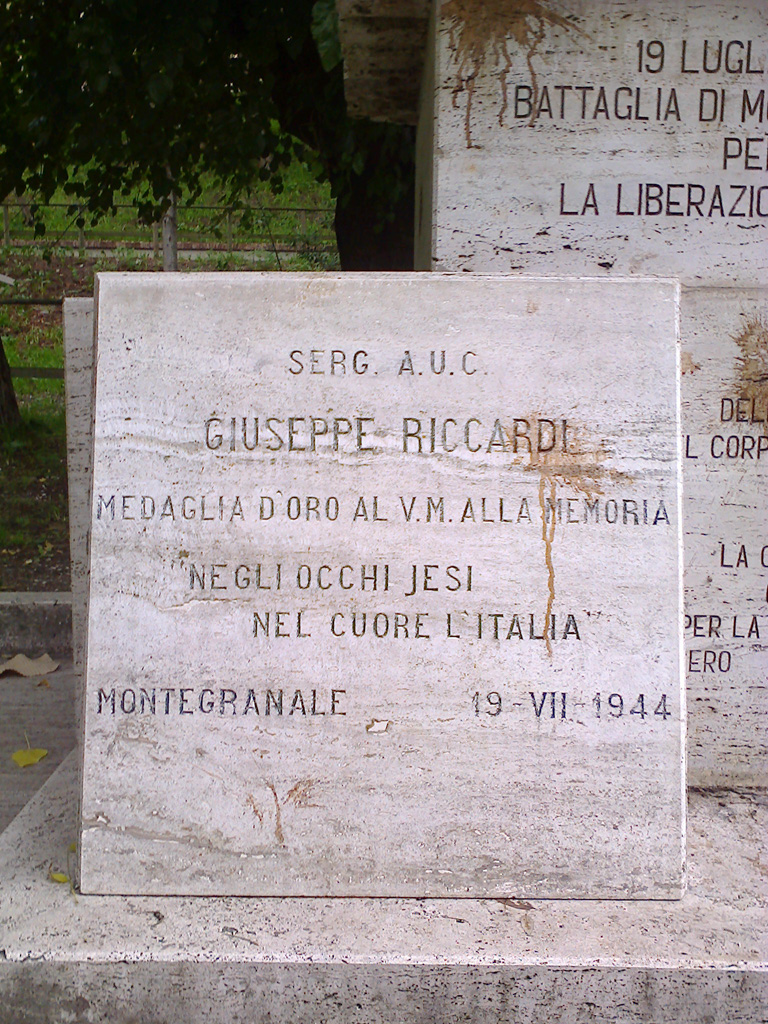 19 LUGL
BATTAGLIA DI M
PE
LA LIBERAZIO
SERG. A.U.C.
GIUSEPPE RICCARDI
MEDAGLIA D'ORO AL V.M. ALLA MEMORIA
"NEGLI OCCHI JESI
NEL CUORE L'ITALIA"
MONTEGRANALE 19-VII-1944
DEL
L CORP
LA
PER LA
ERO